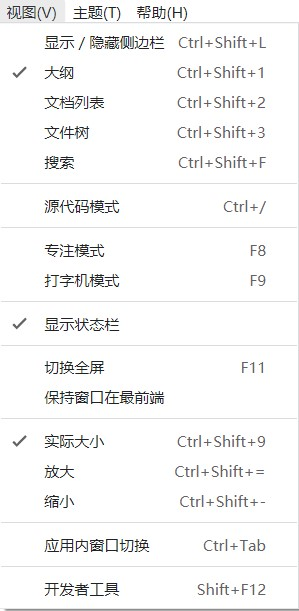 视图(V) 主题(T) 帮助(H)
显示 / 隐藏侧边栏 Ctrl+Shift+L
大纲 Ctrl+Shift+1
文档列表 Ctrl+Shift+2
文件树 Ctrl+Shift+3
搜索 Ctrl+Shift+F
源代码模式 Ctrl+/
专注模式 F8
打字机模式 F9
显示状态栏
切换全屏 F11
保持窗口在最前端
实际大小 Ctrl+Shift+9
放大 Ctrl+Shift+=
缩小 Ctrl+Shift+-
应用内窗口切换 Ctrl+Tab
开发者工具 Shift+F12